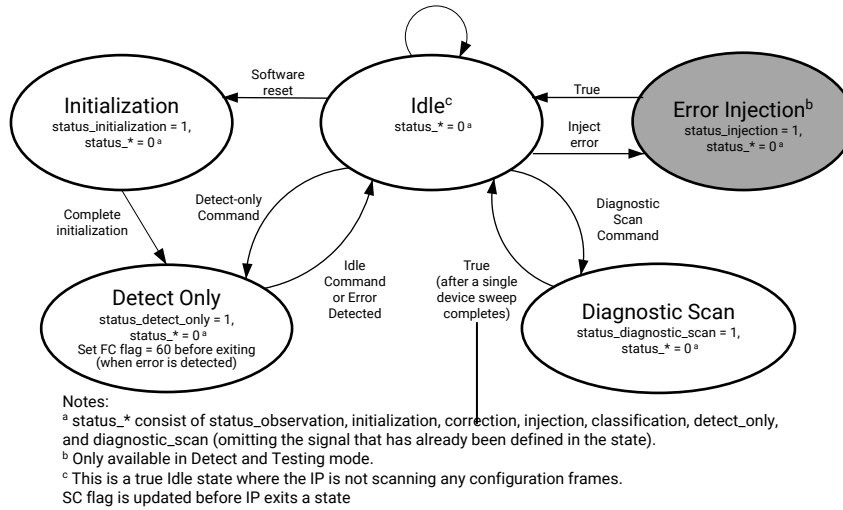 Software
reset
Initialization
status_initialization = 1,
status_* = 0 a
Idle c
status_* = 0 a
True
Inject
error
Error Injection b
status_injection = 1,
status_* = 0 a
Complete
initialization
Detect-only
Command
Idle
Command
or Error
Detected
True
(after a single
device sweep
completes)
Diagnostic
Scan
Command
Detect Only
status_detect_only = 1,
status_* = 0 a
Set FC flag = 60 before exiting
(when error is detected)
Diagnostic Scan
status_diagnostic_scan = 1,
status_* = 0 a
Notes:
a status_* consist of status_observation, initialization, correction, injection, classification, detect_only,
and diagnostic_scan (omitting the signal that has already been defined in the state).
b Only available in Detect and Testing mode.
c This is a true Idle state where the IP is not scanning any configuration frames.
SC flag is updated before IP exits a state